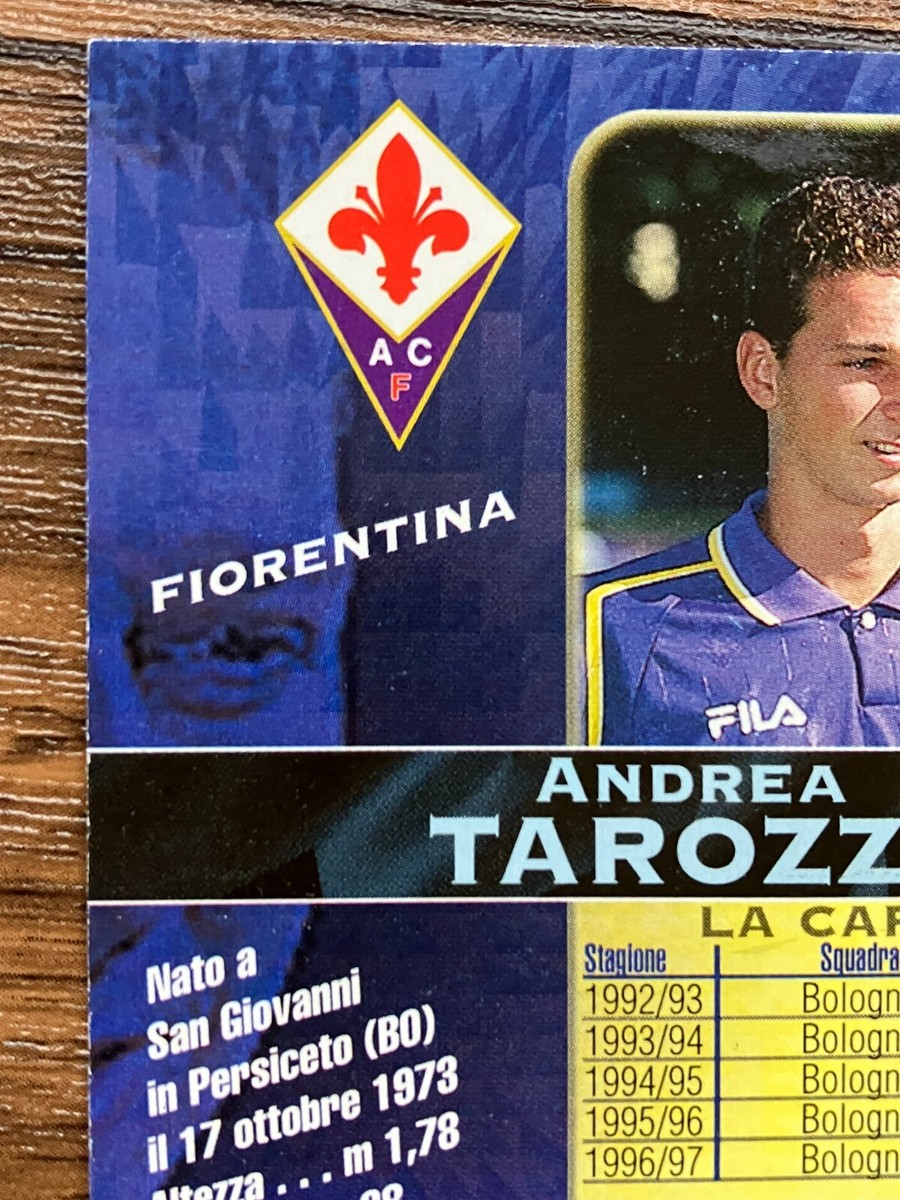 A C
F
FIORENTINA
FILA
ANDREA
TAROZZ
LA CAR
Stagione Squadra
1992/93 Bologn
1993/94 Bologn
1994/95 Bologn
1995/96 Bologn
1996/97 Bologn
Nato a
San Giovanni
in Persiceto (BO)
il 17 ottobre 1973
Altezza . . . m 1,78